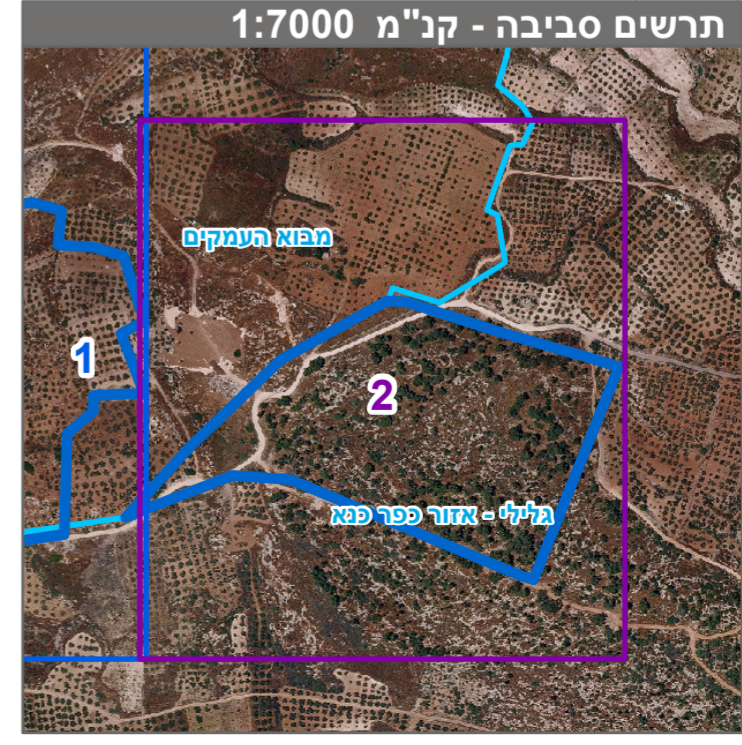 תרשים סביבה - קנ"מ 1:7000
מבוא העמקים
1
2
גלילי - אזור כפר כנא